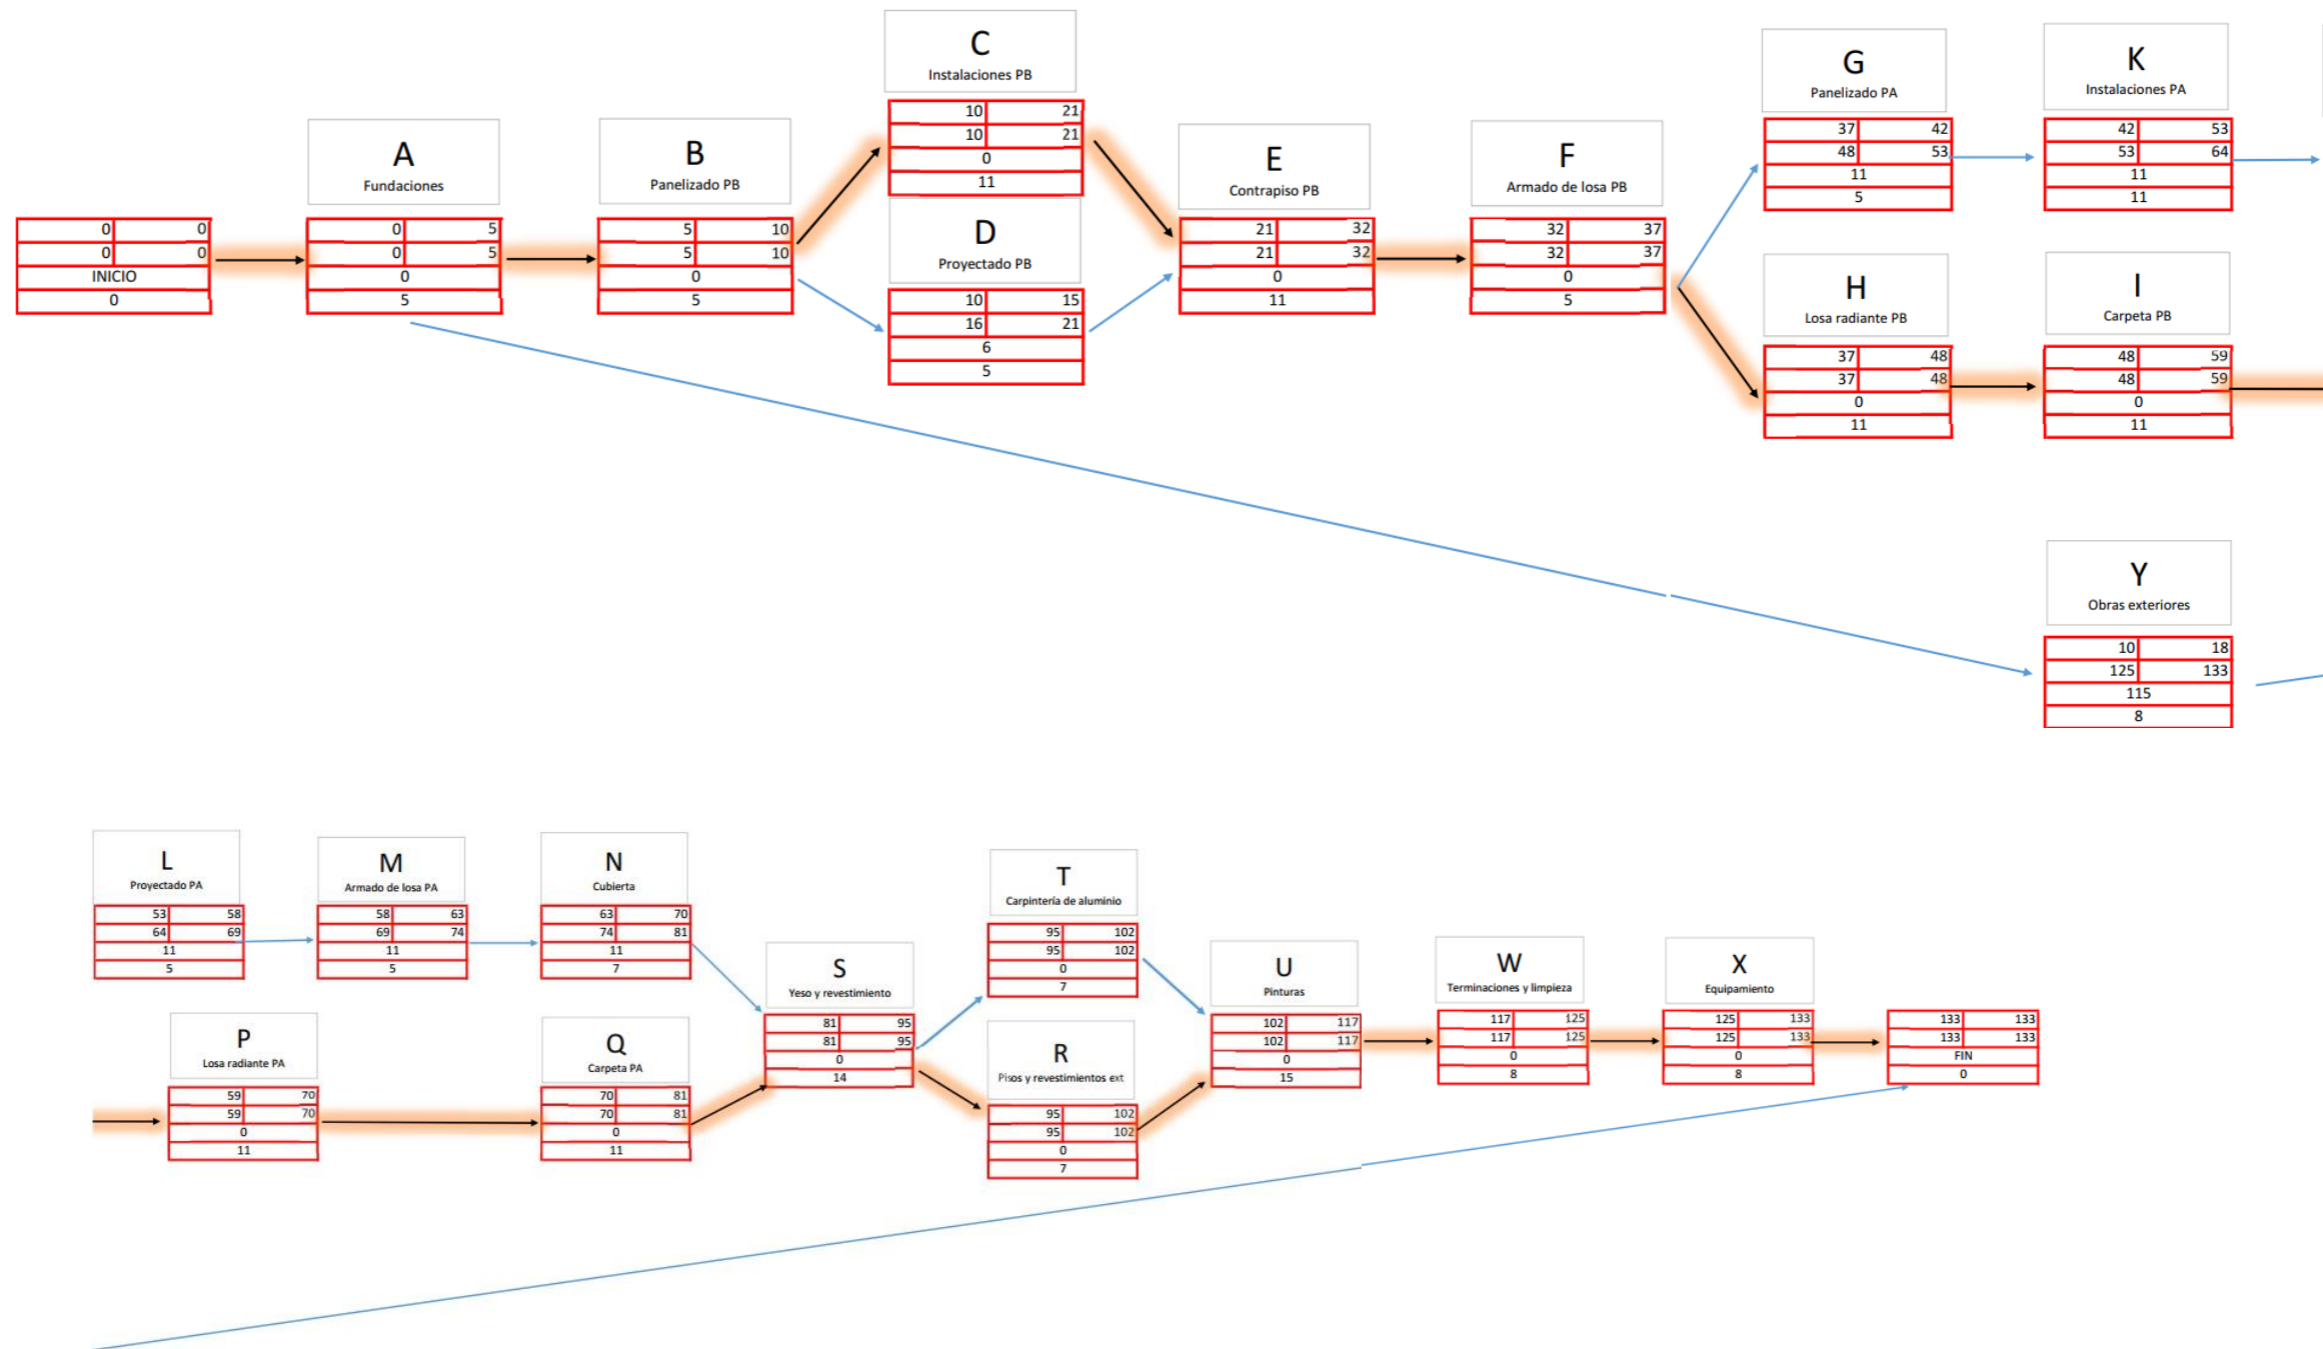 C
Instalaciones PB
10 21
10 21
0
11
G
Panelizado PA
37 42
48 53
11
5
K
Instalaciones PA
42 53
53 64
11
11
A
Fundaciones
0 5
0 5
0
5
B
Panelizado PB
5 10
5 10
0
5
0 0
0 0
INICIO
0
D
Proyectado PB
10 15
16 21
6
5
E
Contrapiso PB
21 32
21 32
0
11
F
Armado de losa PB
32 37
32 37
0
5
H
Losa radiante PB
37 48
37 48
0
11
I
Carpeta PB
48 59
48 59
0
11
Y
Obras exteriores
10 18
125 133
115
8
L
Proyectado PA
53 58
64 69
11
5
M
Armado de losa PA
58 63
69 74
11
5
N
Cubierta
63 70
74 81
11
7
P
Losa radiante PA
59 70
59 70
0
11
Q
Carpeta PA
70 81
70 81
0
11
S
Yeso y revestimiento
81 95
81 95
0
14
T
Carpintería de aluminio
95 102
95 102
0
7
R
Pisos y revestimientos ext
95 102
95 102
0
7
U
Pinturas
102 117
102 117
0
15
W
Terminaciones y limpieza
117 125
117 125
0
8
X
Equipamiento
125 133
125 133
0
8
133 133
133 133
FIN
0